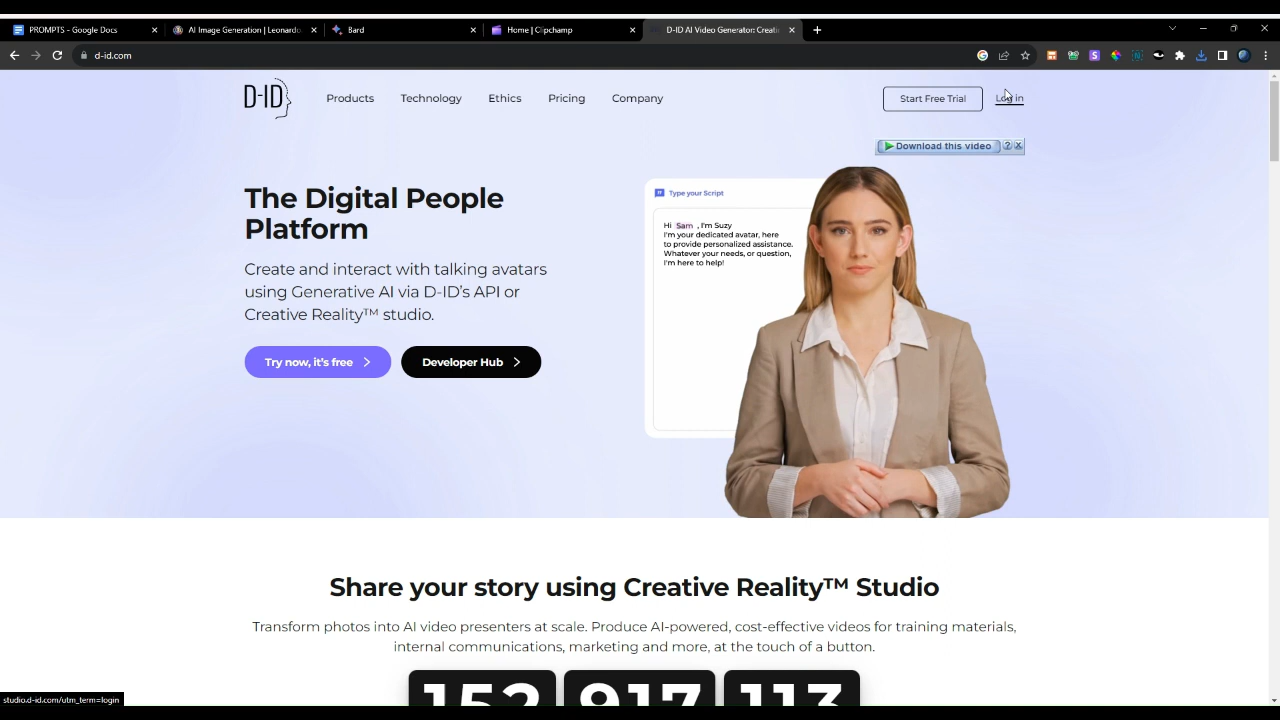 PROMPTS - Google Docs
AI Image Generation | Leonardo
Bard
Home | Clipchamp
D-ID AI Video Generator: Creati
d-id.com
D-ID
Products
Technology
Ethics
Pricing
Company
Start Free Trial
Log in
Download this video
The Digital People
Platform
Create and interact with talking avatars
using Generative AI via D-ID's API or
Creative Reality™ studio.
Try now, it's free
Developer Hub
Type your Script
Hi Sam , I'm Suzy
I'm your dedicated avatar, here
to provide personalized assistance.
Whatever your needs, or question,
I'm here to help!
Share your story using Creative Reality™ Studio
Transform photos into AI video presenters at scale. Produce AI-powered, cost-effective videos for training materials,
internal communications, marketing and more, at the touch of a button.
152 917 113
studio.d-id.com/utm_term=login